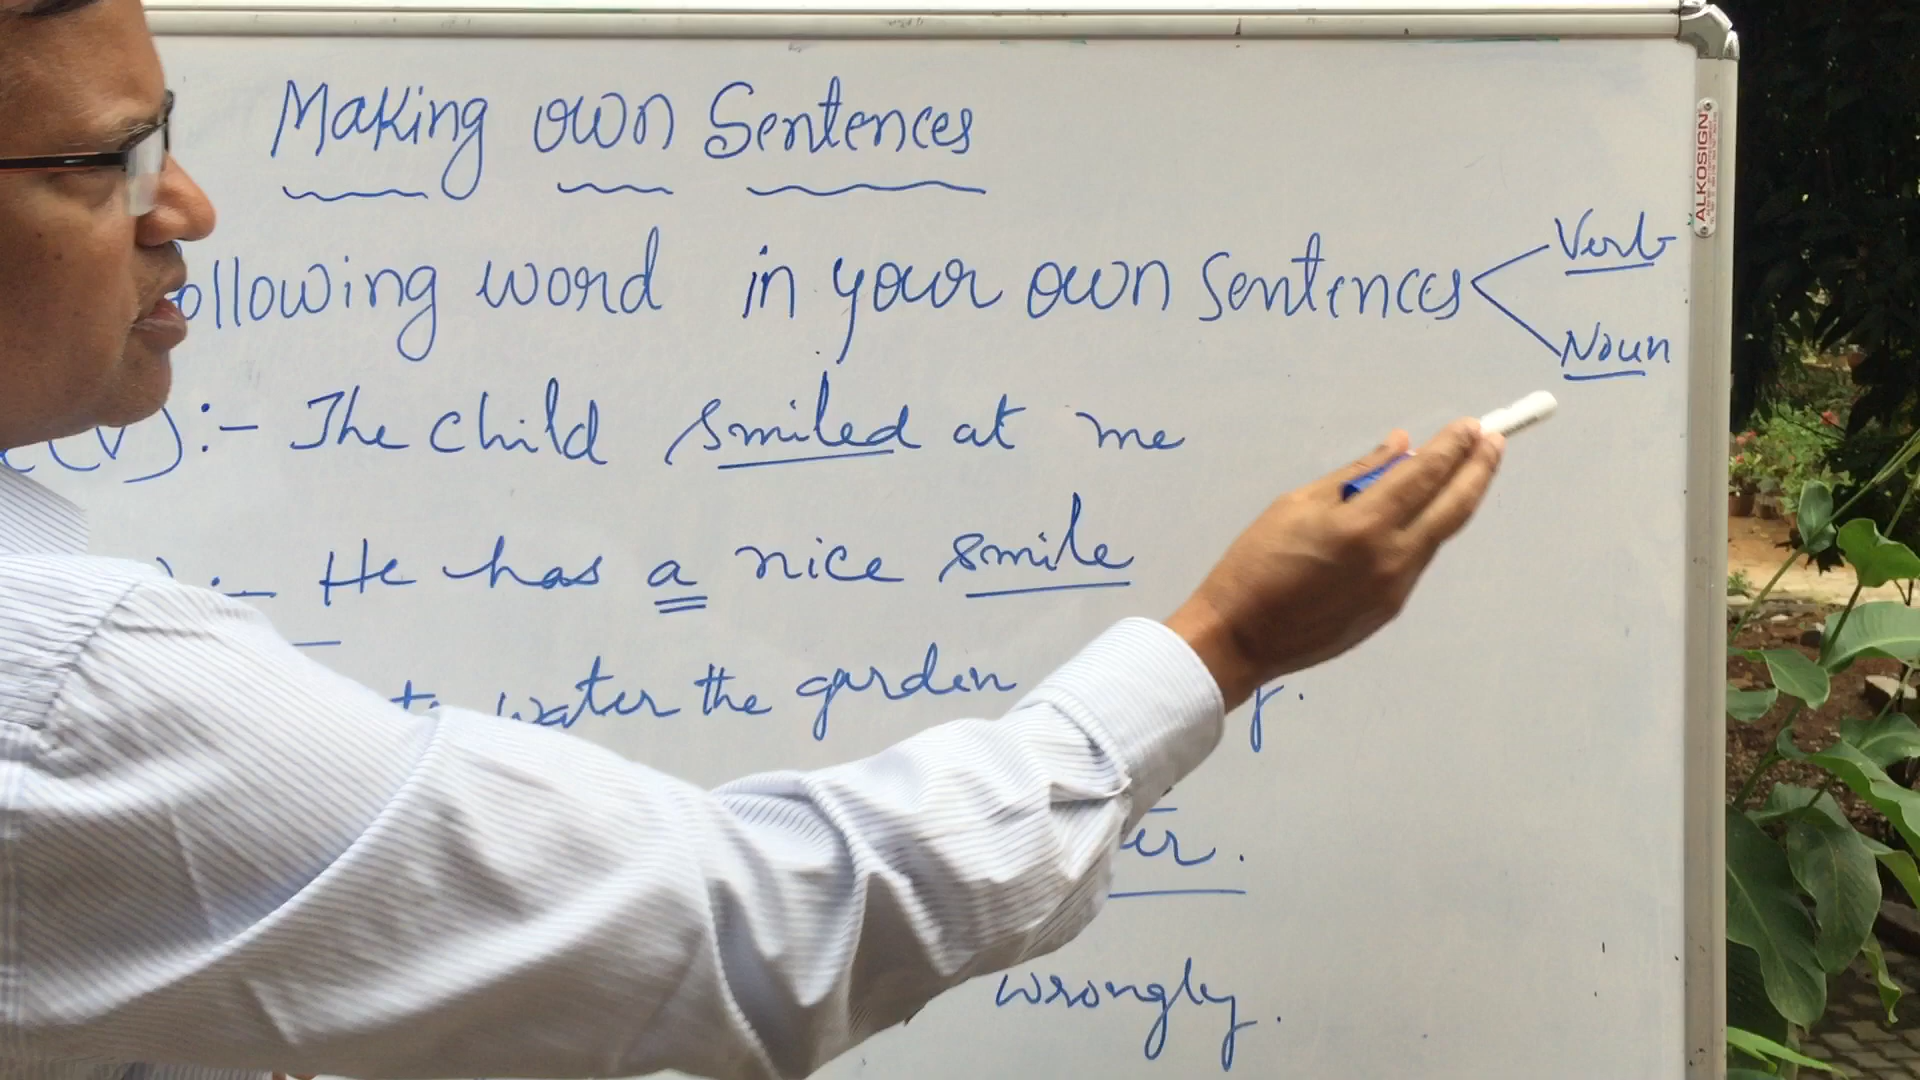 Making own Sentences
ollowing word in your own sentences
Verb
Noun
(V) :- The child smiled at me
:- He has a nice smile
water the garden
wrongly.
ALKOSIGN